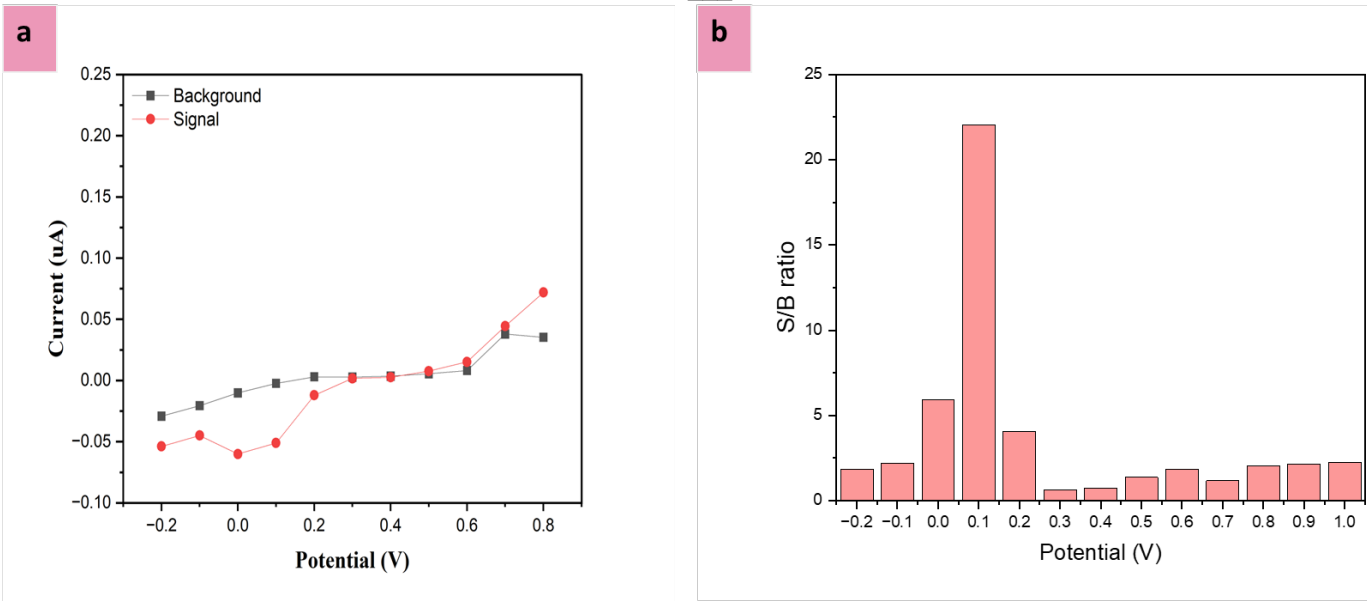 a
0.25
0.20
0.15
0.10
0.05
0.00
−0.05
−0.10
Current (uA)
Background
Signal
−0.2 0.0 0.2 0.4 0.6 0.8
Potential (V)
b
25
20
15
10
5
0
S/B ratio
−0.2 −0.1 0.0 0.1 0.2 0.3 0.4 0.5 0.6 0.7 0.8 0.9 1.0
Potential (V)